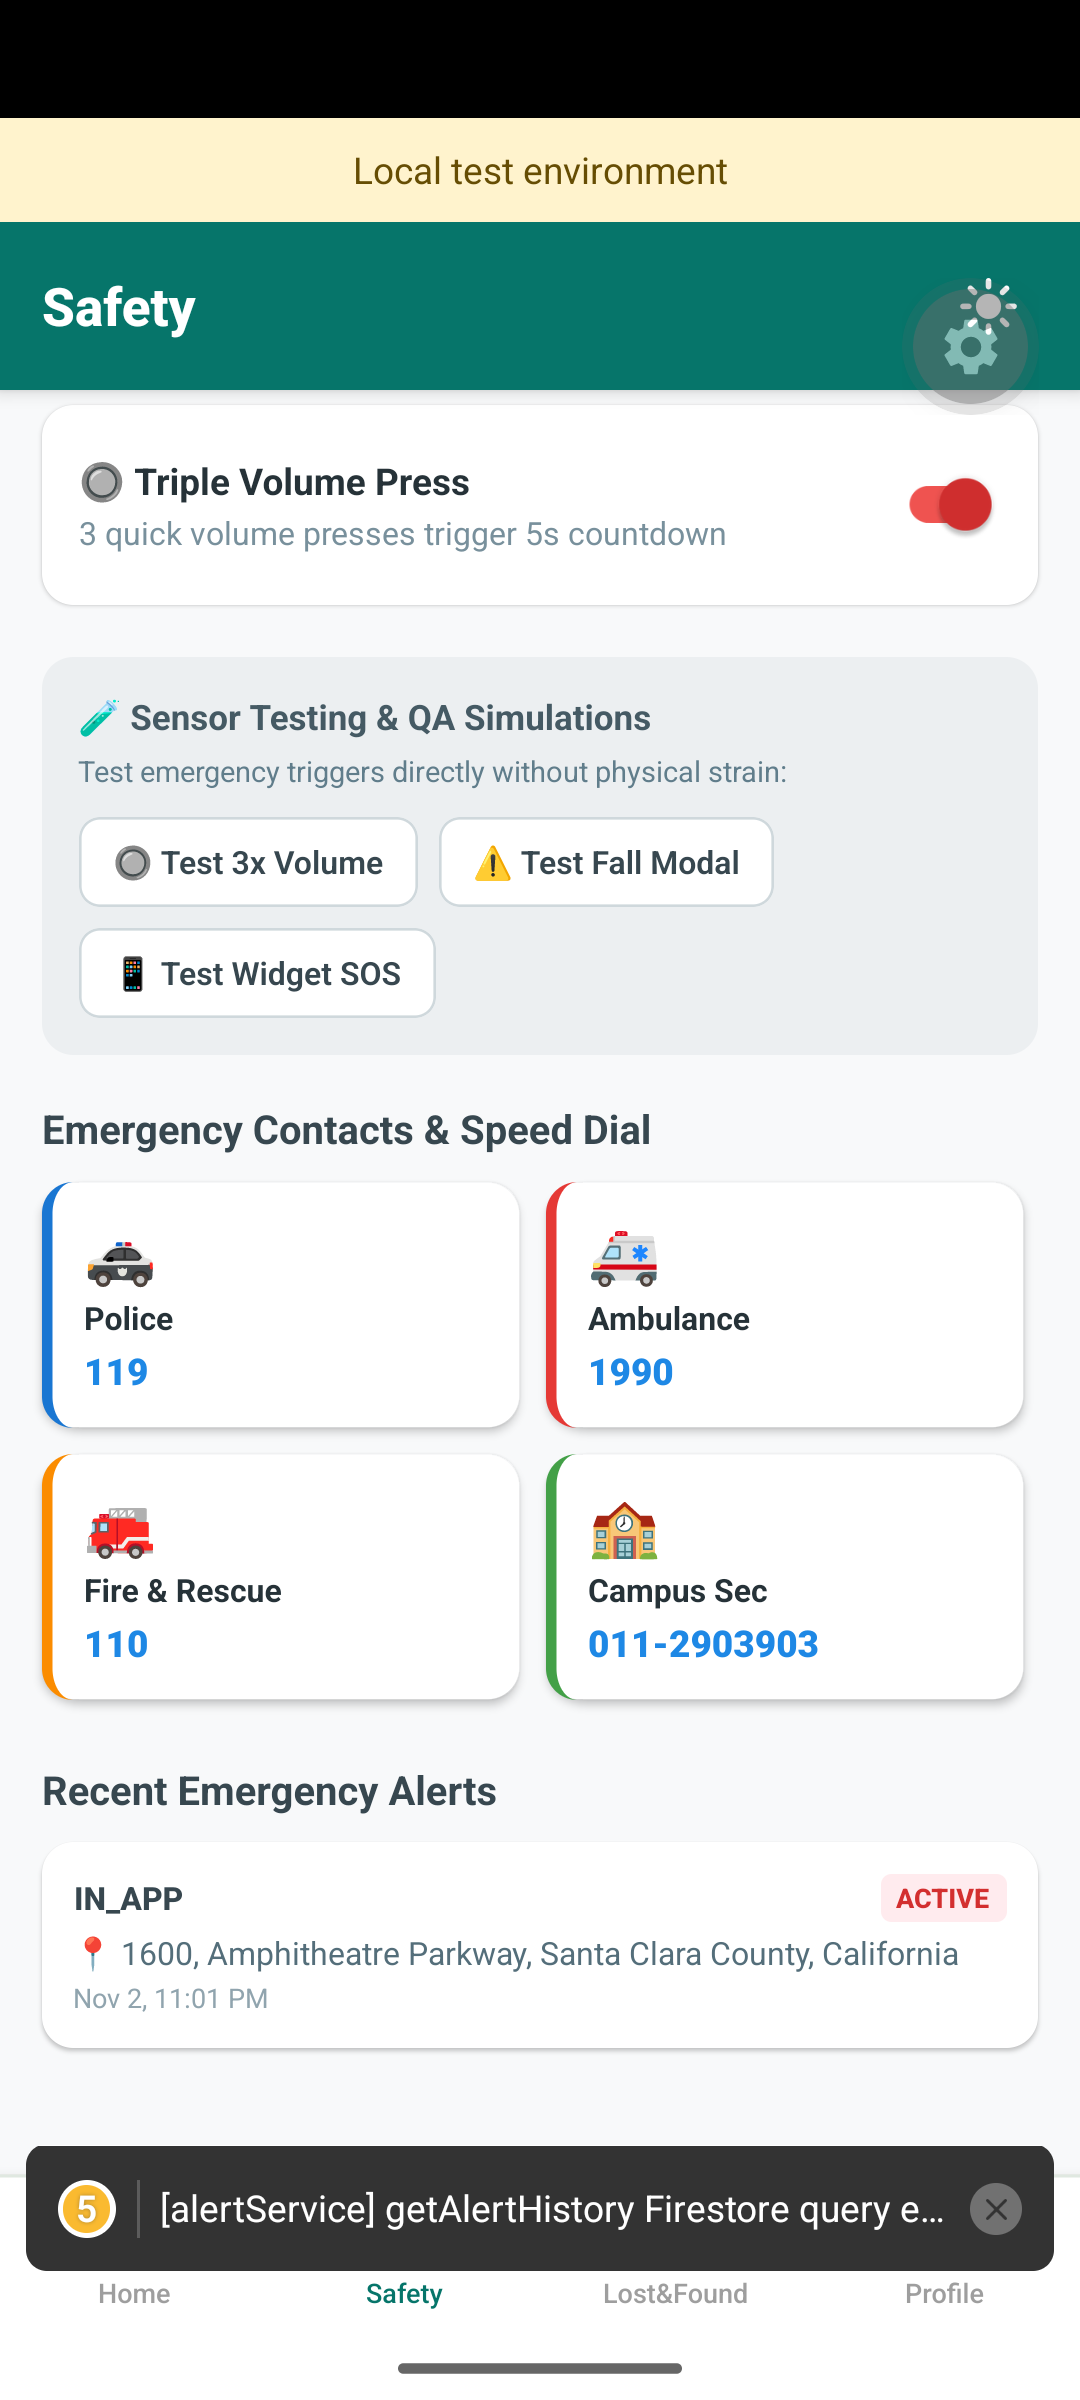 Local test environment
Safety
Triple Volume Press
3 quick volume presses trigger 5s countdown
Sensor Testing & QA Simulations
Test emergency triggers directly without physical strain:
Test 3x Volume
Test Fall Modal
Test Widget SOS
Emergency Contacts & Speed Dial
Police
119
Ambulance
1990
Fire & Rescue
110
Campus Sec
011-2903903
Recent Emergency Alerts
IN_APP
ACTIVE
1600, Amphitheatre Parkway, Santa Clara County, California
Nov 2, 11:01 PM
5
[alertService] getAlertHistory Firestore query e...
Home
Safety
Lost&Found
Profile